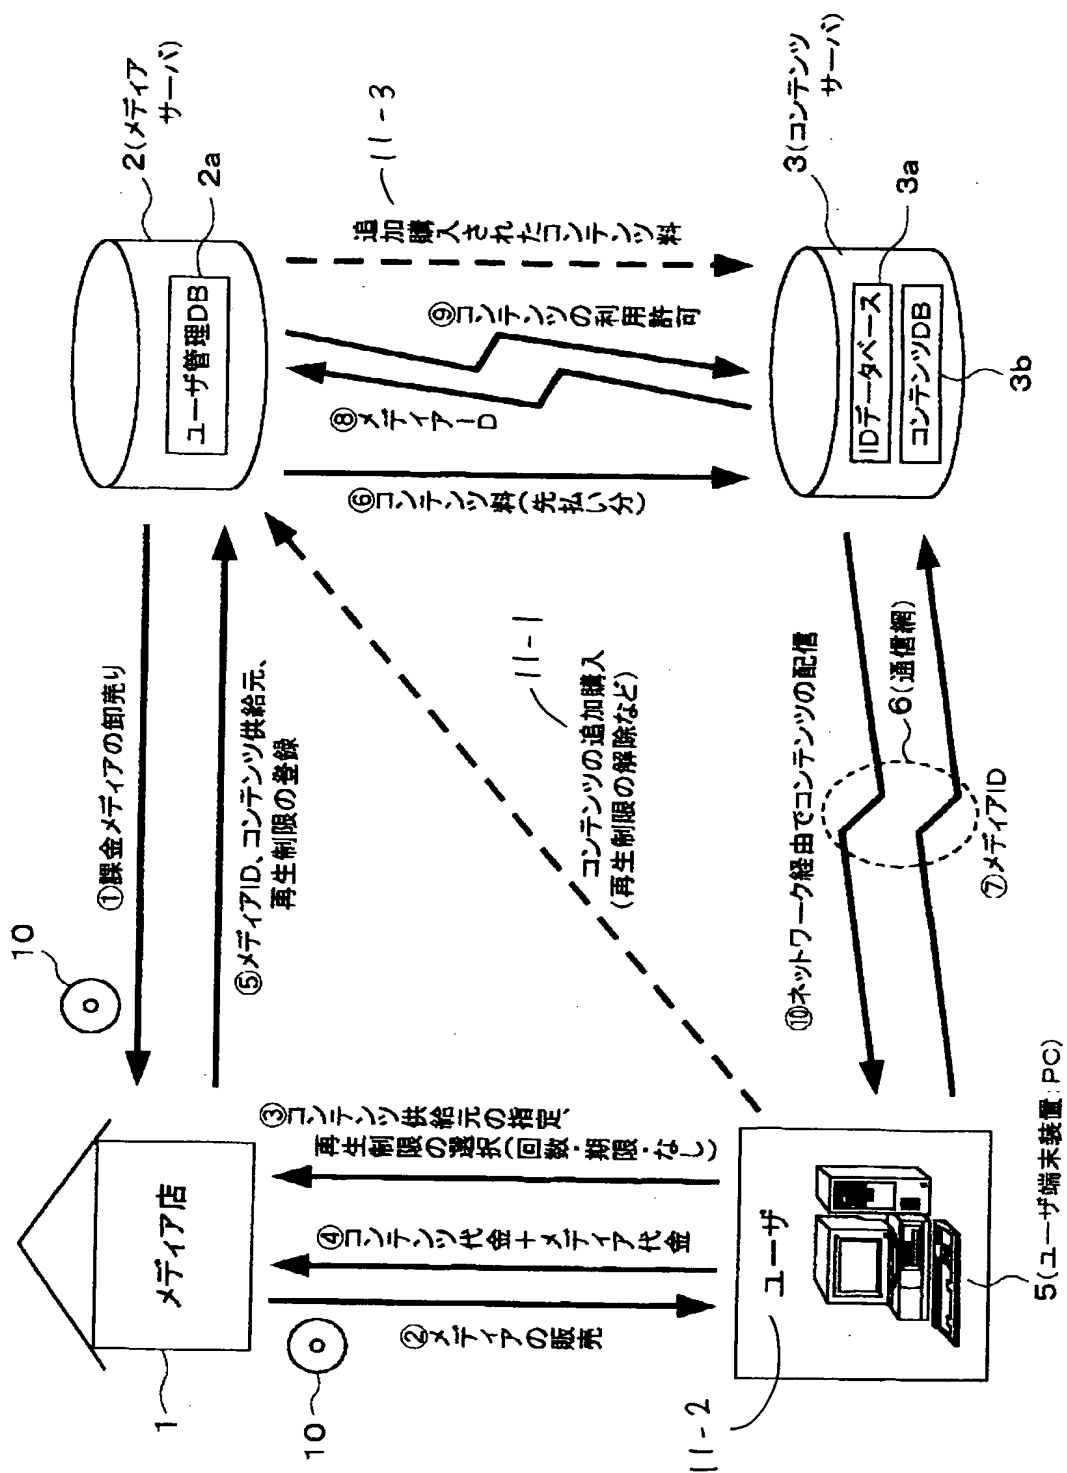 10
①課金メディアの卸売り
2(メディア
サーバ)
ユーザ管理DB
2a
メディア店
1
⑤メディアID、コンテンツ供給元、
再生制限の登録
③コンテンツ供給元の指定、
再生制限の選択(回数・期限・なし)
④コンテンツ代金+メディア代金
②メディアの販売
10
11-1
コンテンツの追加購入
(再生制限の解除など)
⑥コンテンツ料(先払い分)
⑧メディアID
⑨コンテンツの利用許可
追加購入されたコンテンツ料
11-3
11-2
ユーザ
5(ユーザ端末装置:PC)
⑩ネットワーク経由でコンテンツの配信
6(通信網)
⑦メディアID
3(コンテンツ
サーバ)
IDデータベース
3a
コンテンツDB
3b